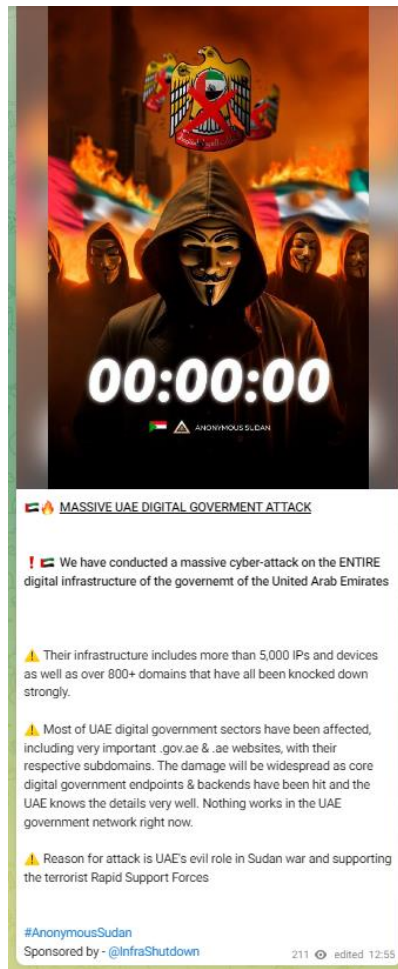 00:00:00
ANONYMOUS SUDAN
🇦🇪🔥 MASSIVE UAE DIGITAL GOVERMENT ATTACK
❗🇦🇪 We have conducted a massive cyber-attack on the ENTIRE
digital infrastructure of the governemt of the United Arab Emirates
⚠️ Their infrastructure includes more than 5,000 IPs and devices
as well as over 800+ domains that have all been knocked down
strongly.
⚠️ Most of UAE digital government sectors have been affected,
including very important .gov.ae & .ae websites, with their
respective subdomains. The damage will be widespread as core
digital government endpoints & backends have been hit and the
UAE knows the details very well. Nothing works in the UAE
government network right now.
⚠️ Reason for attack is UAE's evil role in Sudan war and supporting
the terrorist Rapid Support Forces
#AnonymousSudan
Sponsored by - @InfraShutdown
211 edited 12:55